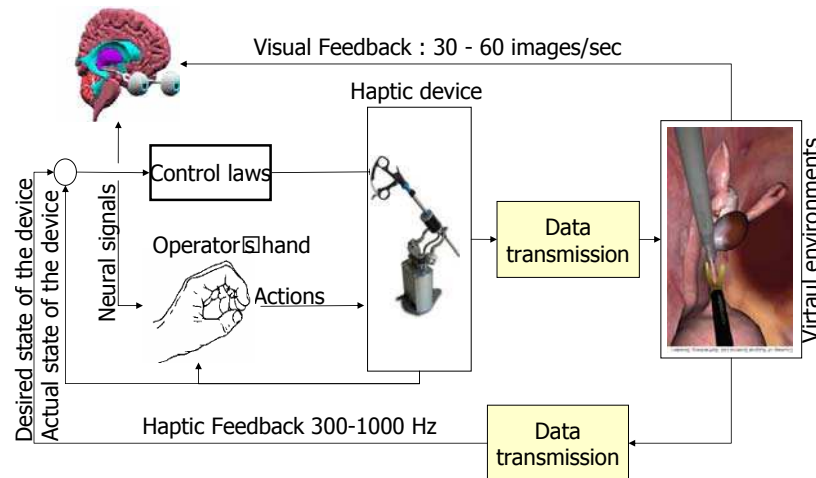 Visual Feedback : 30 - 60 images/sec
Haptic device
Control laws
Desired state of the device
Actual state of the device
Neural signals
Operator s hand
Actions
Data
transmission
Virtaul environments
Haptic Feedback 300-1000 Hz
Data
transmission